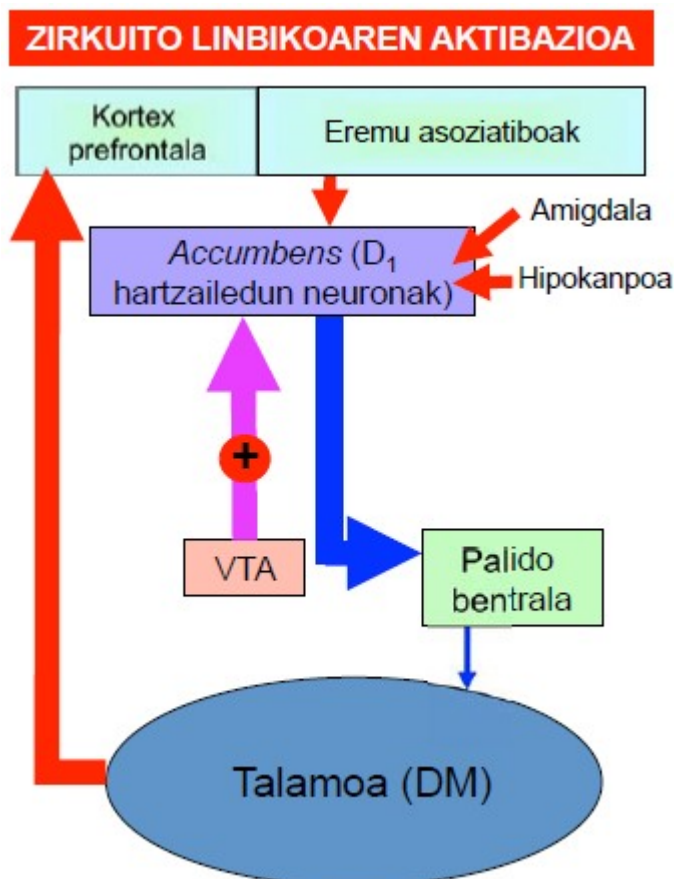 ZIRKUITO LINBIKOAREN AKTIBAZIOA
Kortex
prefrontala
Eremu asoziatiboak
Amigdala
Accumbens (D₁
hartzailedun neuronak)
Hipokanpoa
+
VTA
Palido
bentrala
Talamoa (DM)